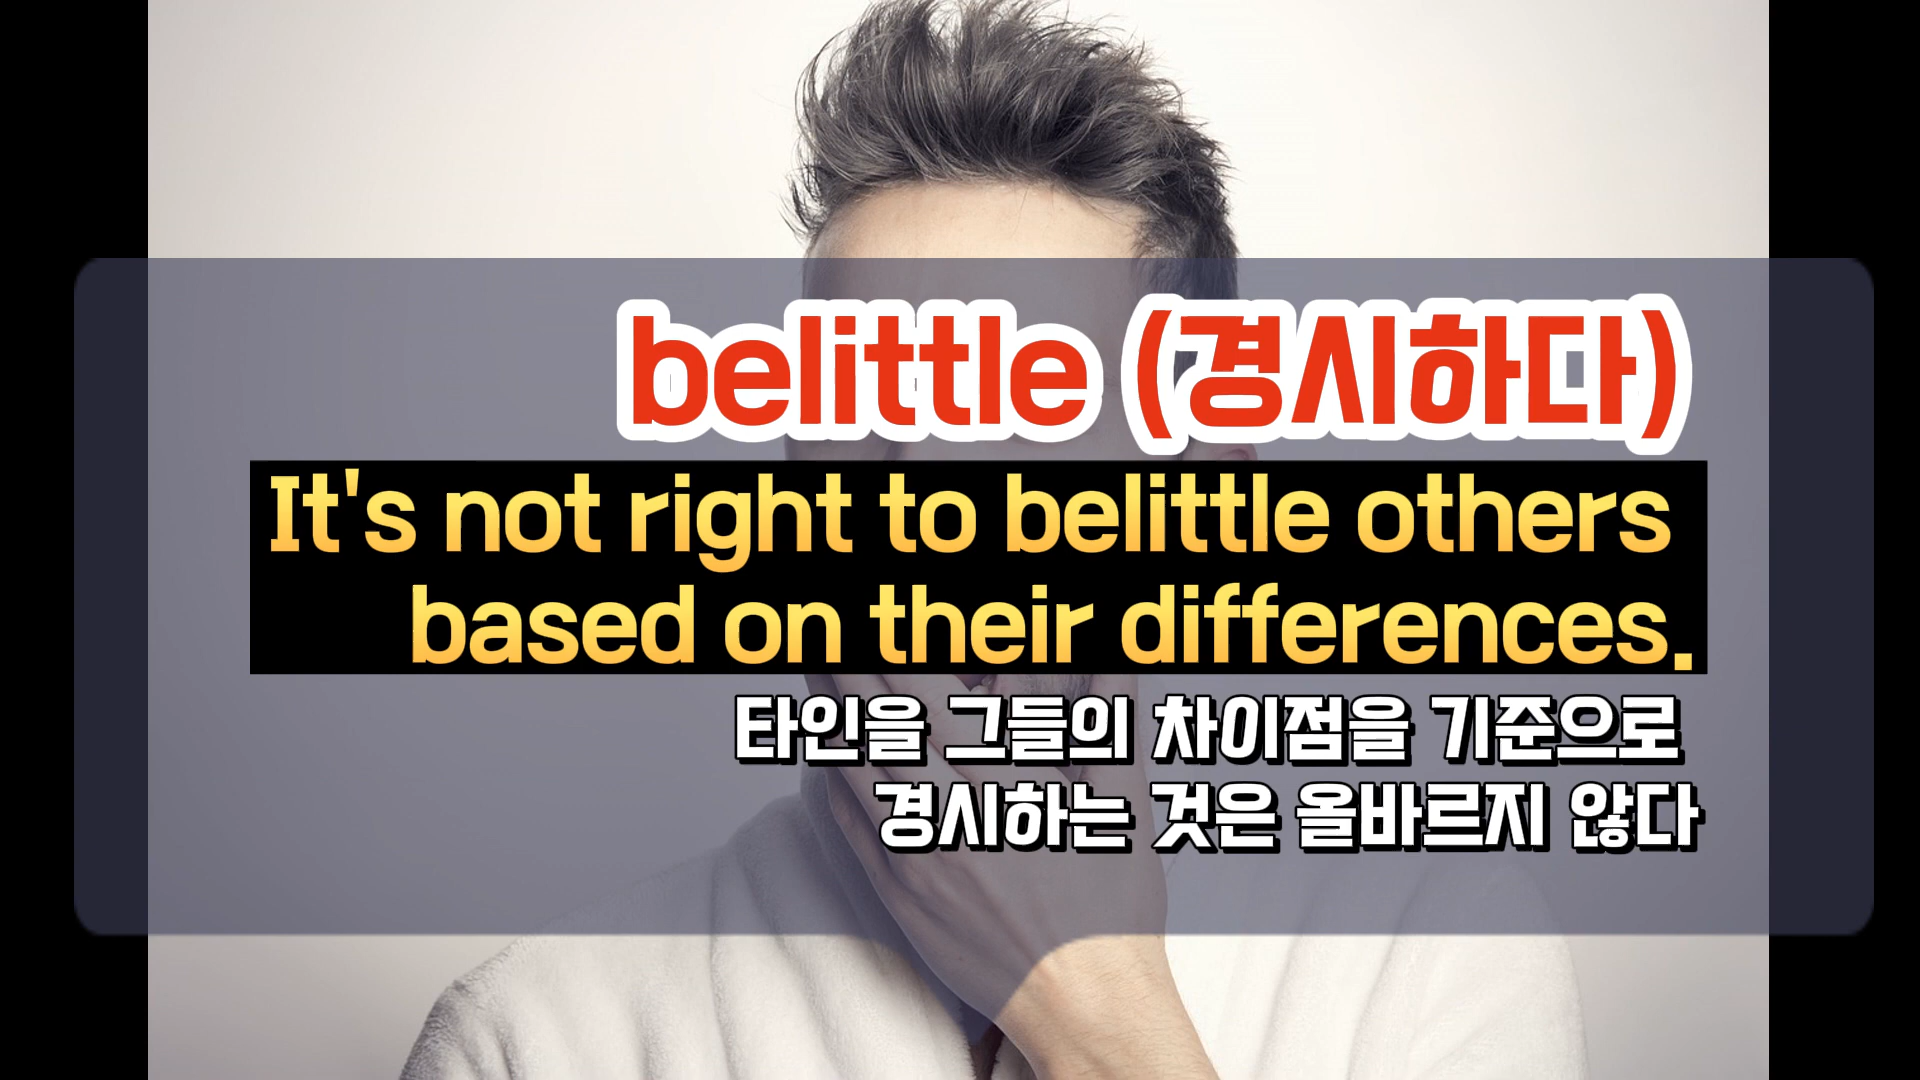 belittle (경시하다)
It's not right to belittle others
based on their differences.
타인을 그들의 차이점을 기준으로
경시하는 것은 올바르지 않다